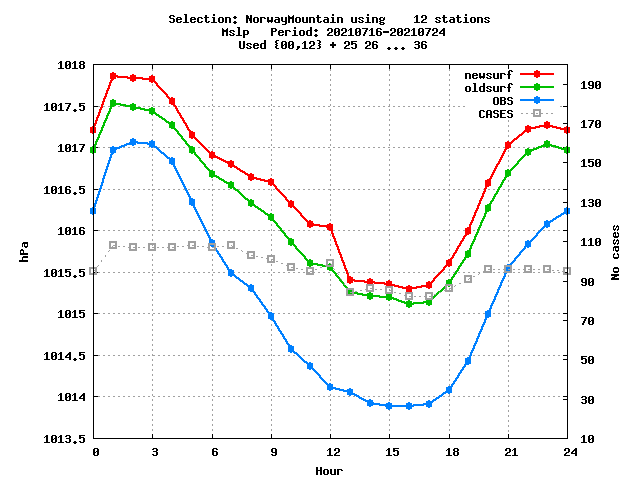 Selection: NorwayMountain using    12 stations
Mslp   Period: 20210716-20210724
Used {00,12} + 25 26 ... 36
newsurf
oldsurf
OBS
CASES
1018
1017.5
1017
1016.5
1016
1015.5
1015
1014.5
1014
1013.5
hPa
190
170
150
130
110
90
70
50
30
10
No cases
0 3 6 9 12 15 18 21 24
Hour